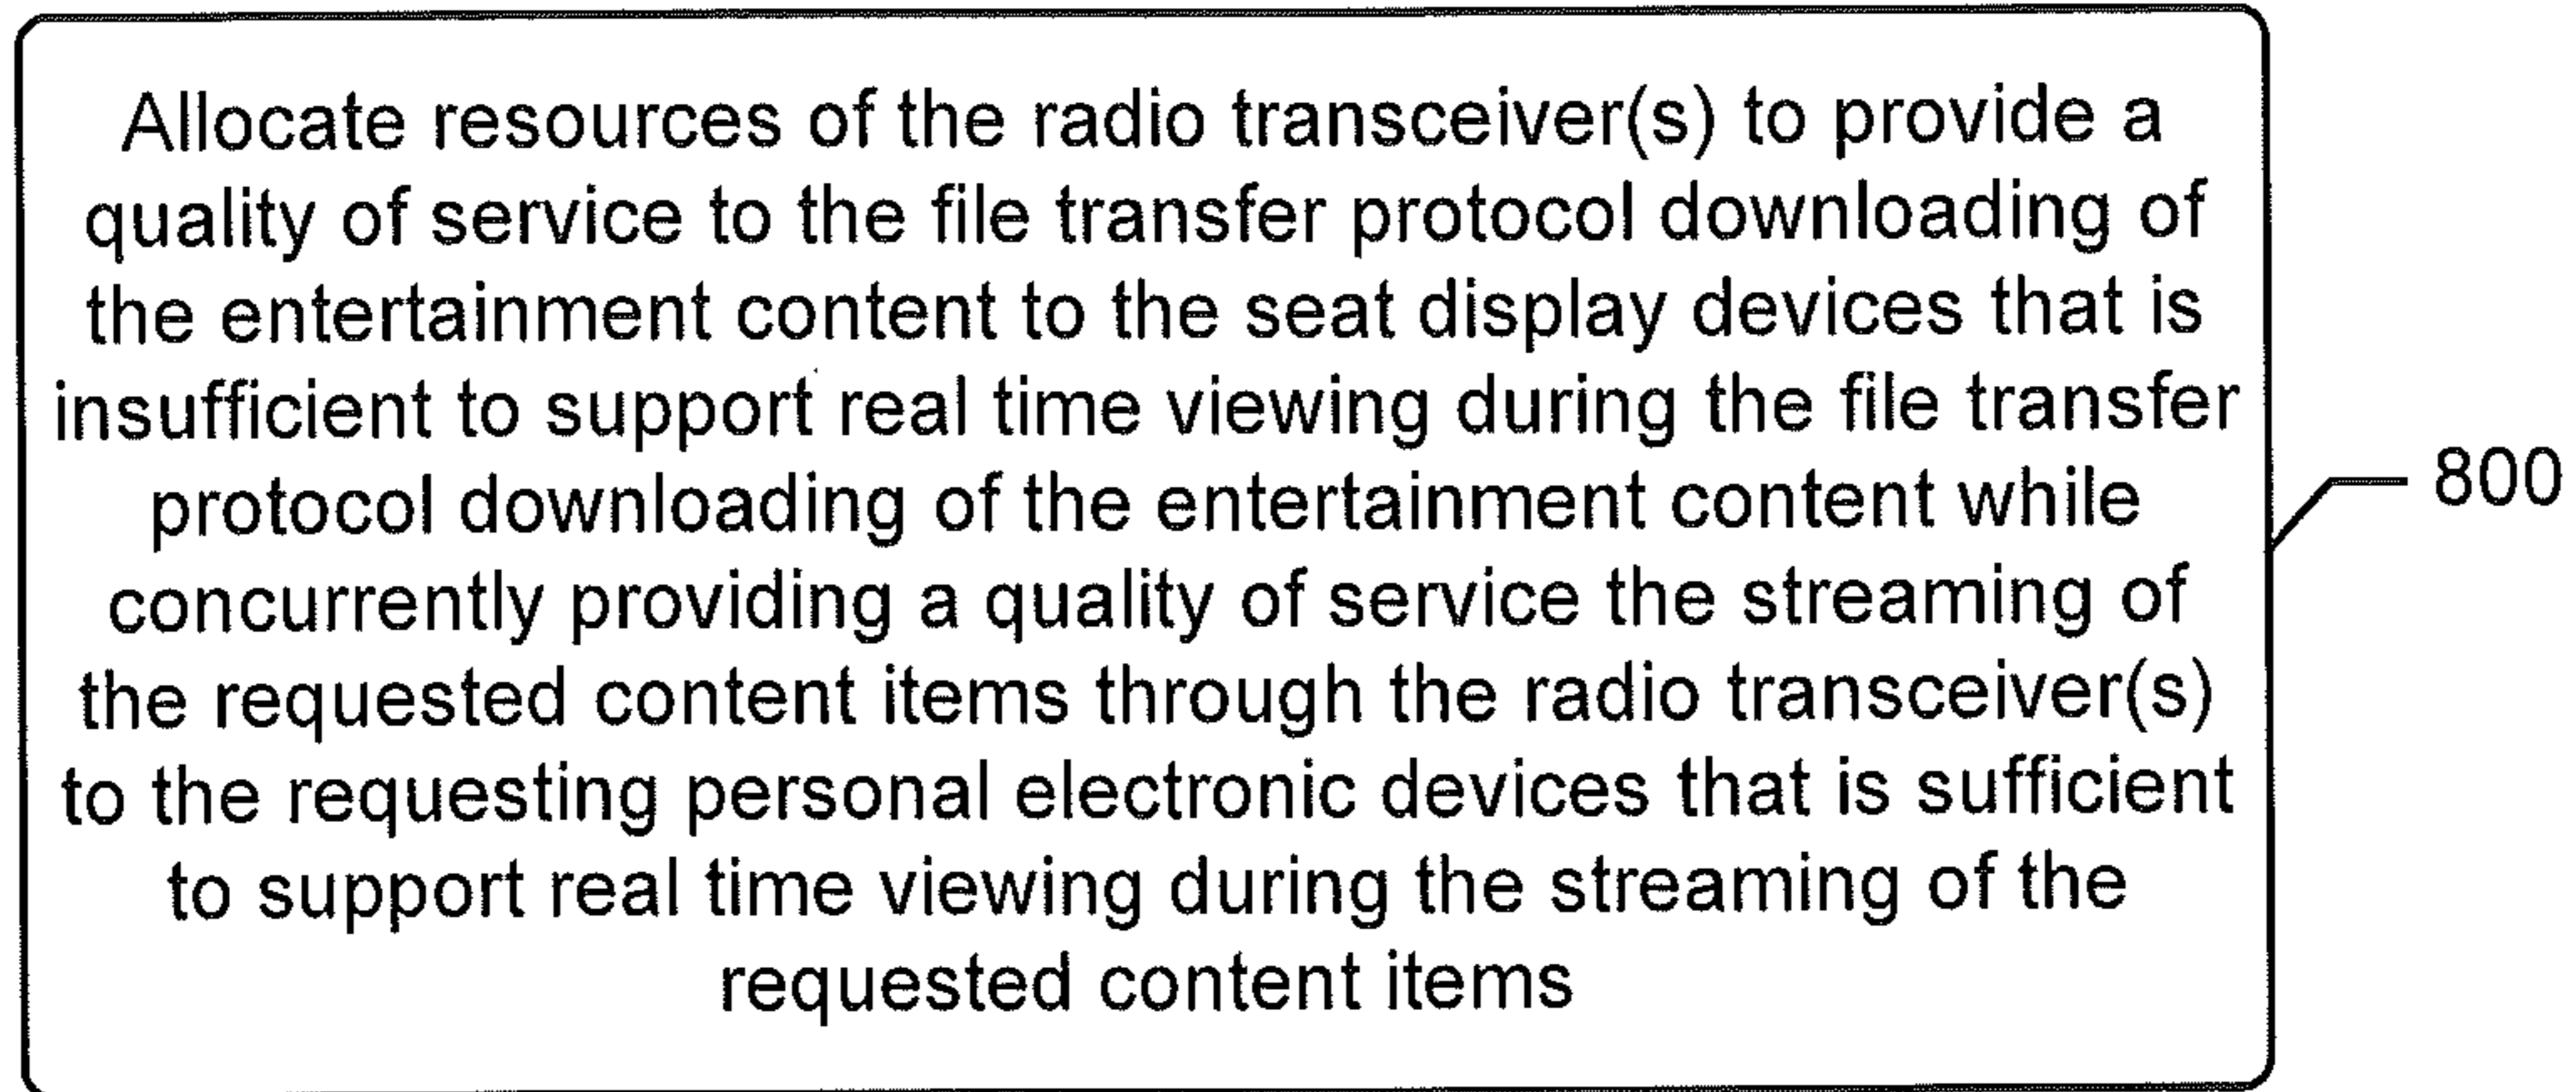 Allocate resources of the radio transceiver(s) to provide a
quality of service to the file transfer protocol downloading of
the entertainment content to the seat display devices that is
insufficient to support real time viewing during the file transfer
protocol downloading of the entertainment content while
concurrently providing a quality of service the streaming of
the requested content items through the radio transceiver(s)
to the requesting personal electronic devices that is sufficient
to support real time viewing during the streaming of the
requested content items
800